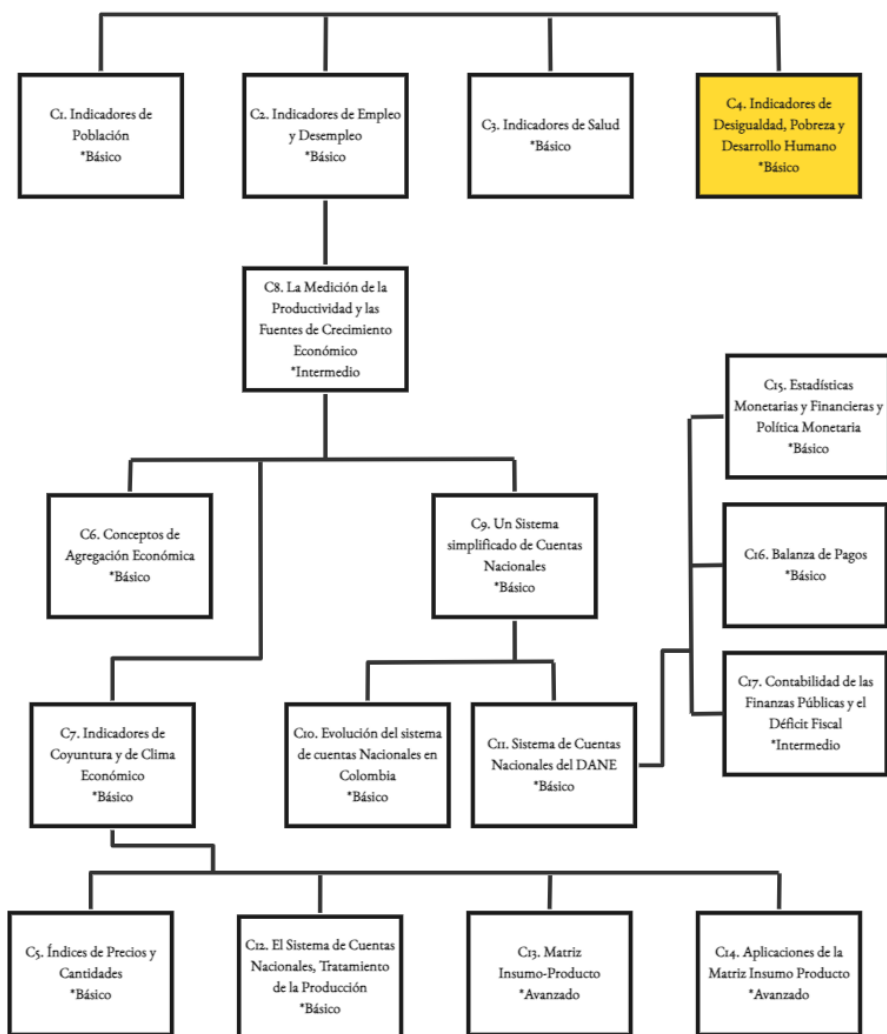 C1. Indicadores de
Población
*Básico
C2. Indicadores de Empleo
y Desempleo
*Básico
C3. Indicadores de Salud
*Básico
C4. Indicadores de
Desigualdad, Pobreza y
Desarrollo Humano
*Básico
C8. La Medición de la
Productividad y las
Fuentes de Crecimiento
Económico
*Intermedio
C15. Estadísticas
Monetarias y Financieras y
Política Monetaria
*Básico
C6. Conceptos de
Agregación Económica
*Básico
C9. Un Sistema
simplificado de Cuentas
Nacionales
*Básico
C16. Balanza de Pagos
*Básico
C7. Indicadores de
Coyuntura y de Clima
Económico
*Básico
C10. Evolución del sistema
de cuentas Nacionales en
Colombia
*Básico
C11. Sistema de Cuentas
Nacionales del DANE
*Básico
C17. Contabilidad de las
Finanzas Públicas y el
Déficit Fiscal
*Intermedio
C5. Índices de Precios y
Cantidades
*Básico
C12. El Sistema de Cuentas
Nacionales, Tratamiento
de la Producción
*Básico
C13. Matriz
Insumo-Producto
*Avanzado
C14. Aplicaciones de la
Matriz Insumo Producto
*Avanzado